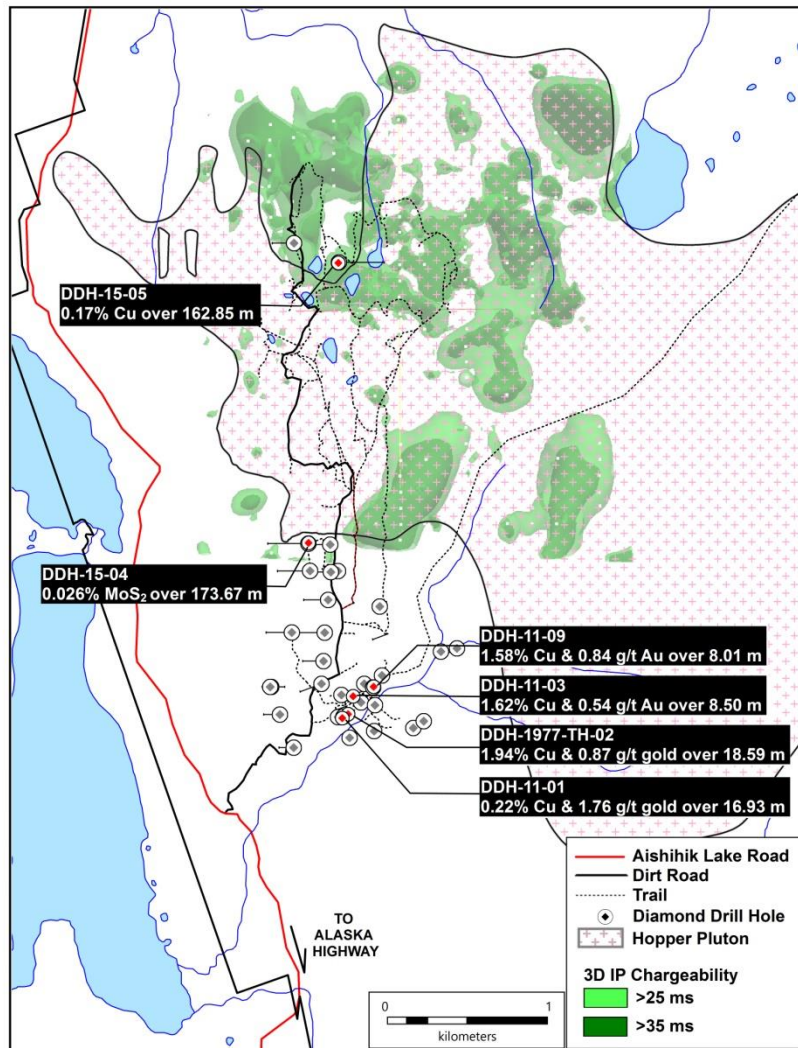 DDH-15-05
0.17% Cu over 162.85 m
DDH-15-04
0.026% MoS₂ over 173.67 m
DDH-11-09
1.58% Cu & 0.84 g/t Au over 8.01 m
DDH-11-03
1.62% Cu & 0.54 g/t Au over 8.50 m
DDH-1977-TH-02
1.94% Cu & 0.87 g/t gold over 18.59 m
DDH-11-01
0.22% Cu & 1.76 g/t gold over 16.93 m
TO
ALASKA
HIGHWAY
0 1
kilometers
Aishihik Lake Road
Dirt Road
Trail
Diamond Drill Hole
Hopper Pluton
3D IP Chargeability
>25 ms
>35 ms